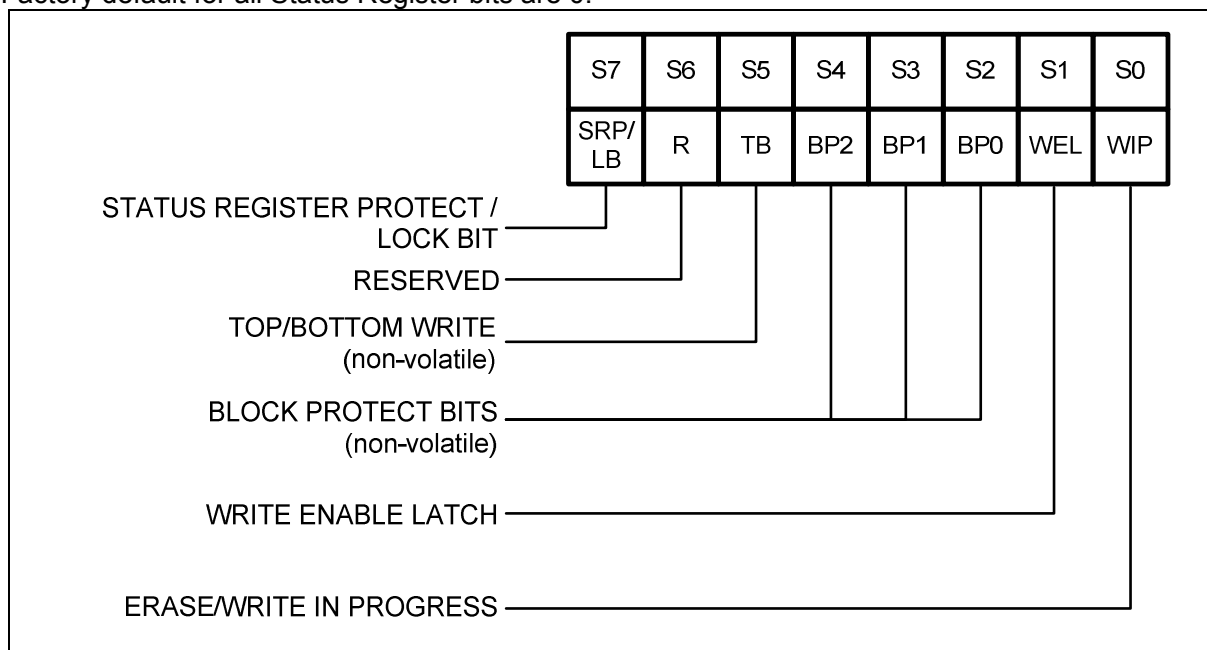 Factory default for all Status Register bits are 0.
S7 S6 S5 S4 S3 S2 S1 S0
SRP/
LB R TB BP2 BP1 BP0 WEL WIP
STATUS REGISTER PROTECT /
LOCK BIT
RESERVED
TOP/BOTTOM WRITE
(non-volatile)
BLOCK PROTECT BITS
(non-volatile)
WRITE ENABLE LATCH
ERASE/WRITE IN PROGRESS